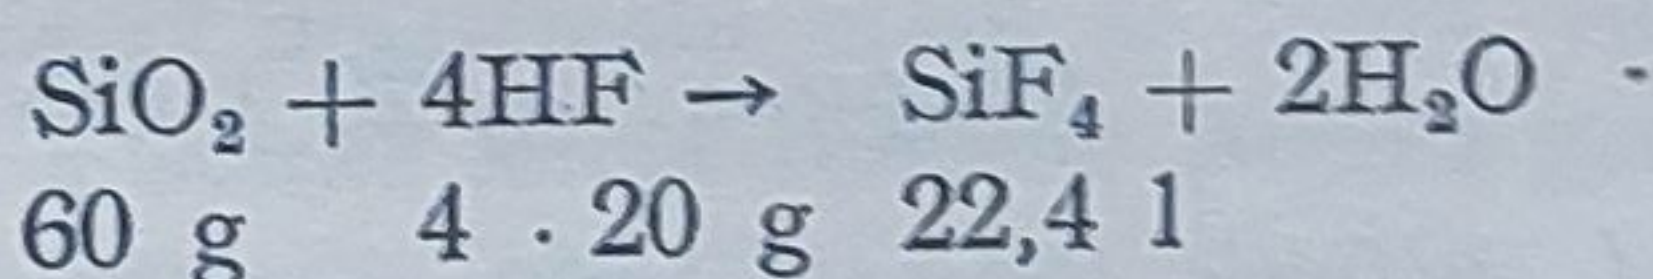 SiO₂ + 4HF → SiF₄ + 2H₂O
60 g 4 · 20 g 22,4 l